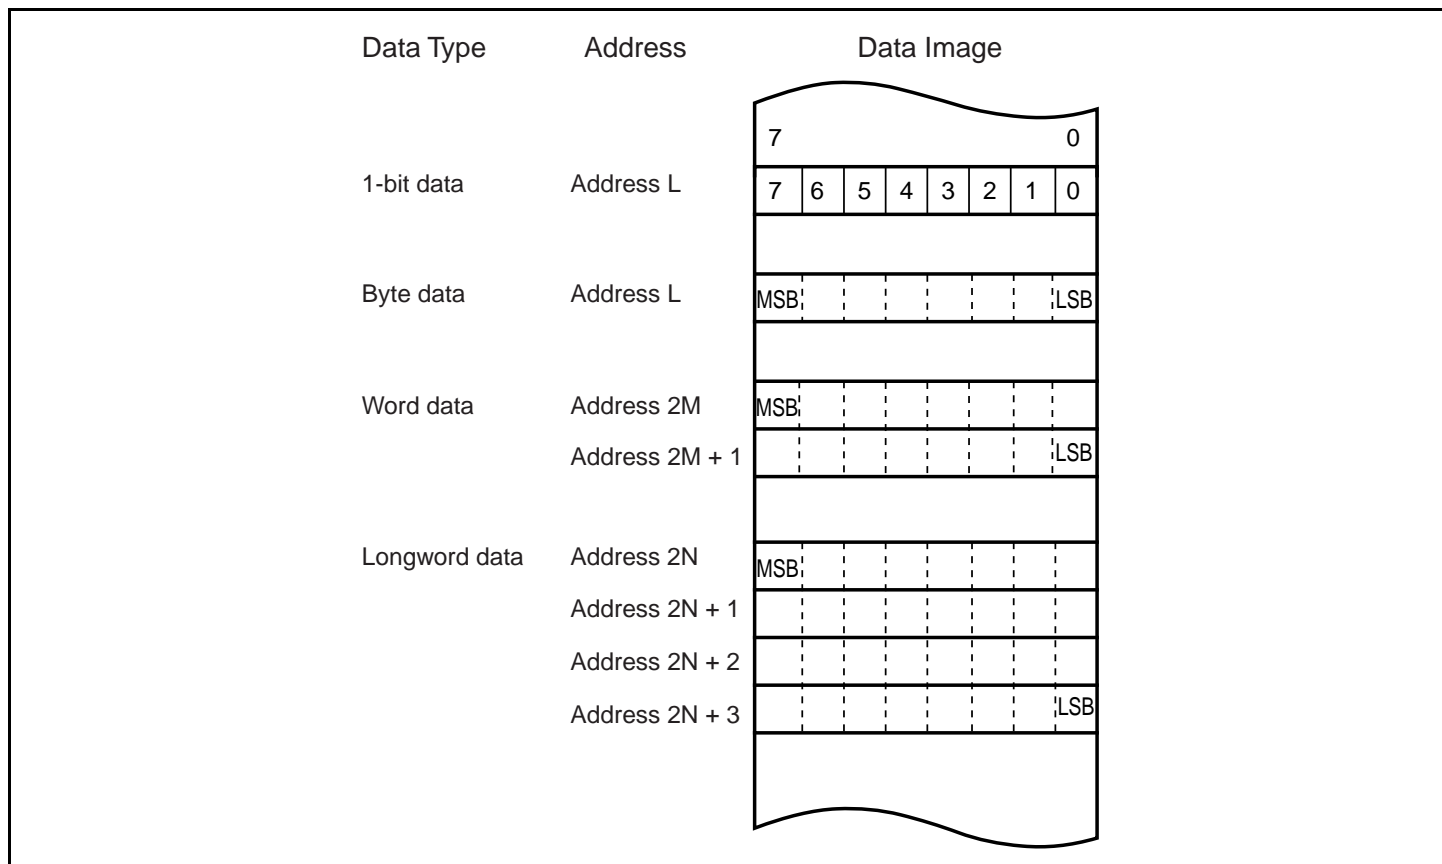 Data Type Address Data Image
7 0
1-bit data Address L 7 6 5 4 3 2 1 0
Byte data Address L MSB LSB
Word data Address 2M MSB
Address 2M + 1 LSB
Longword data Address 2N MSB
Address 2N + 1
Address 2N + 2
Address 2N + 3 LSB